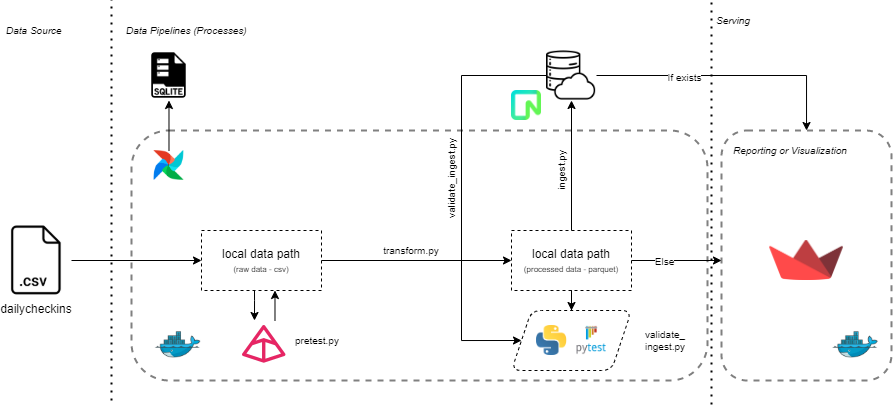 Data Source
Data Pipelines (Processes)
Serving
SQLITE
If exists
validate_ingest.py
ingest.py
Reporting or Visualization
.CSV
dailycheckins
local data path
(raw data - csv)
transform.py
local data path
(processed data - parquet)
Else
pretest.py
pytest
validate_
ingest.py